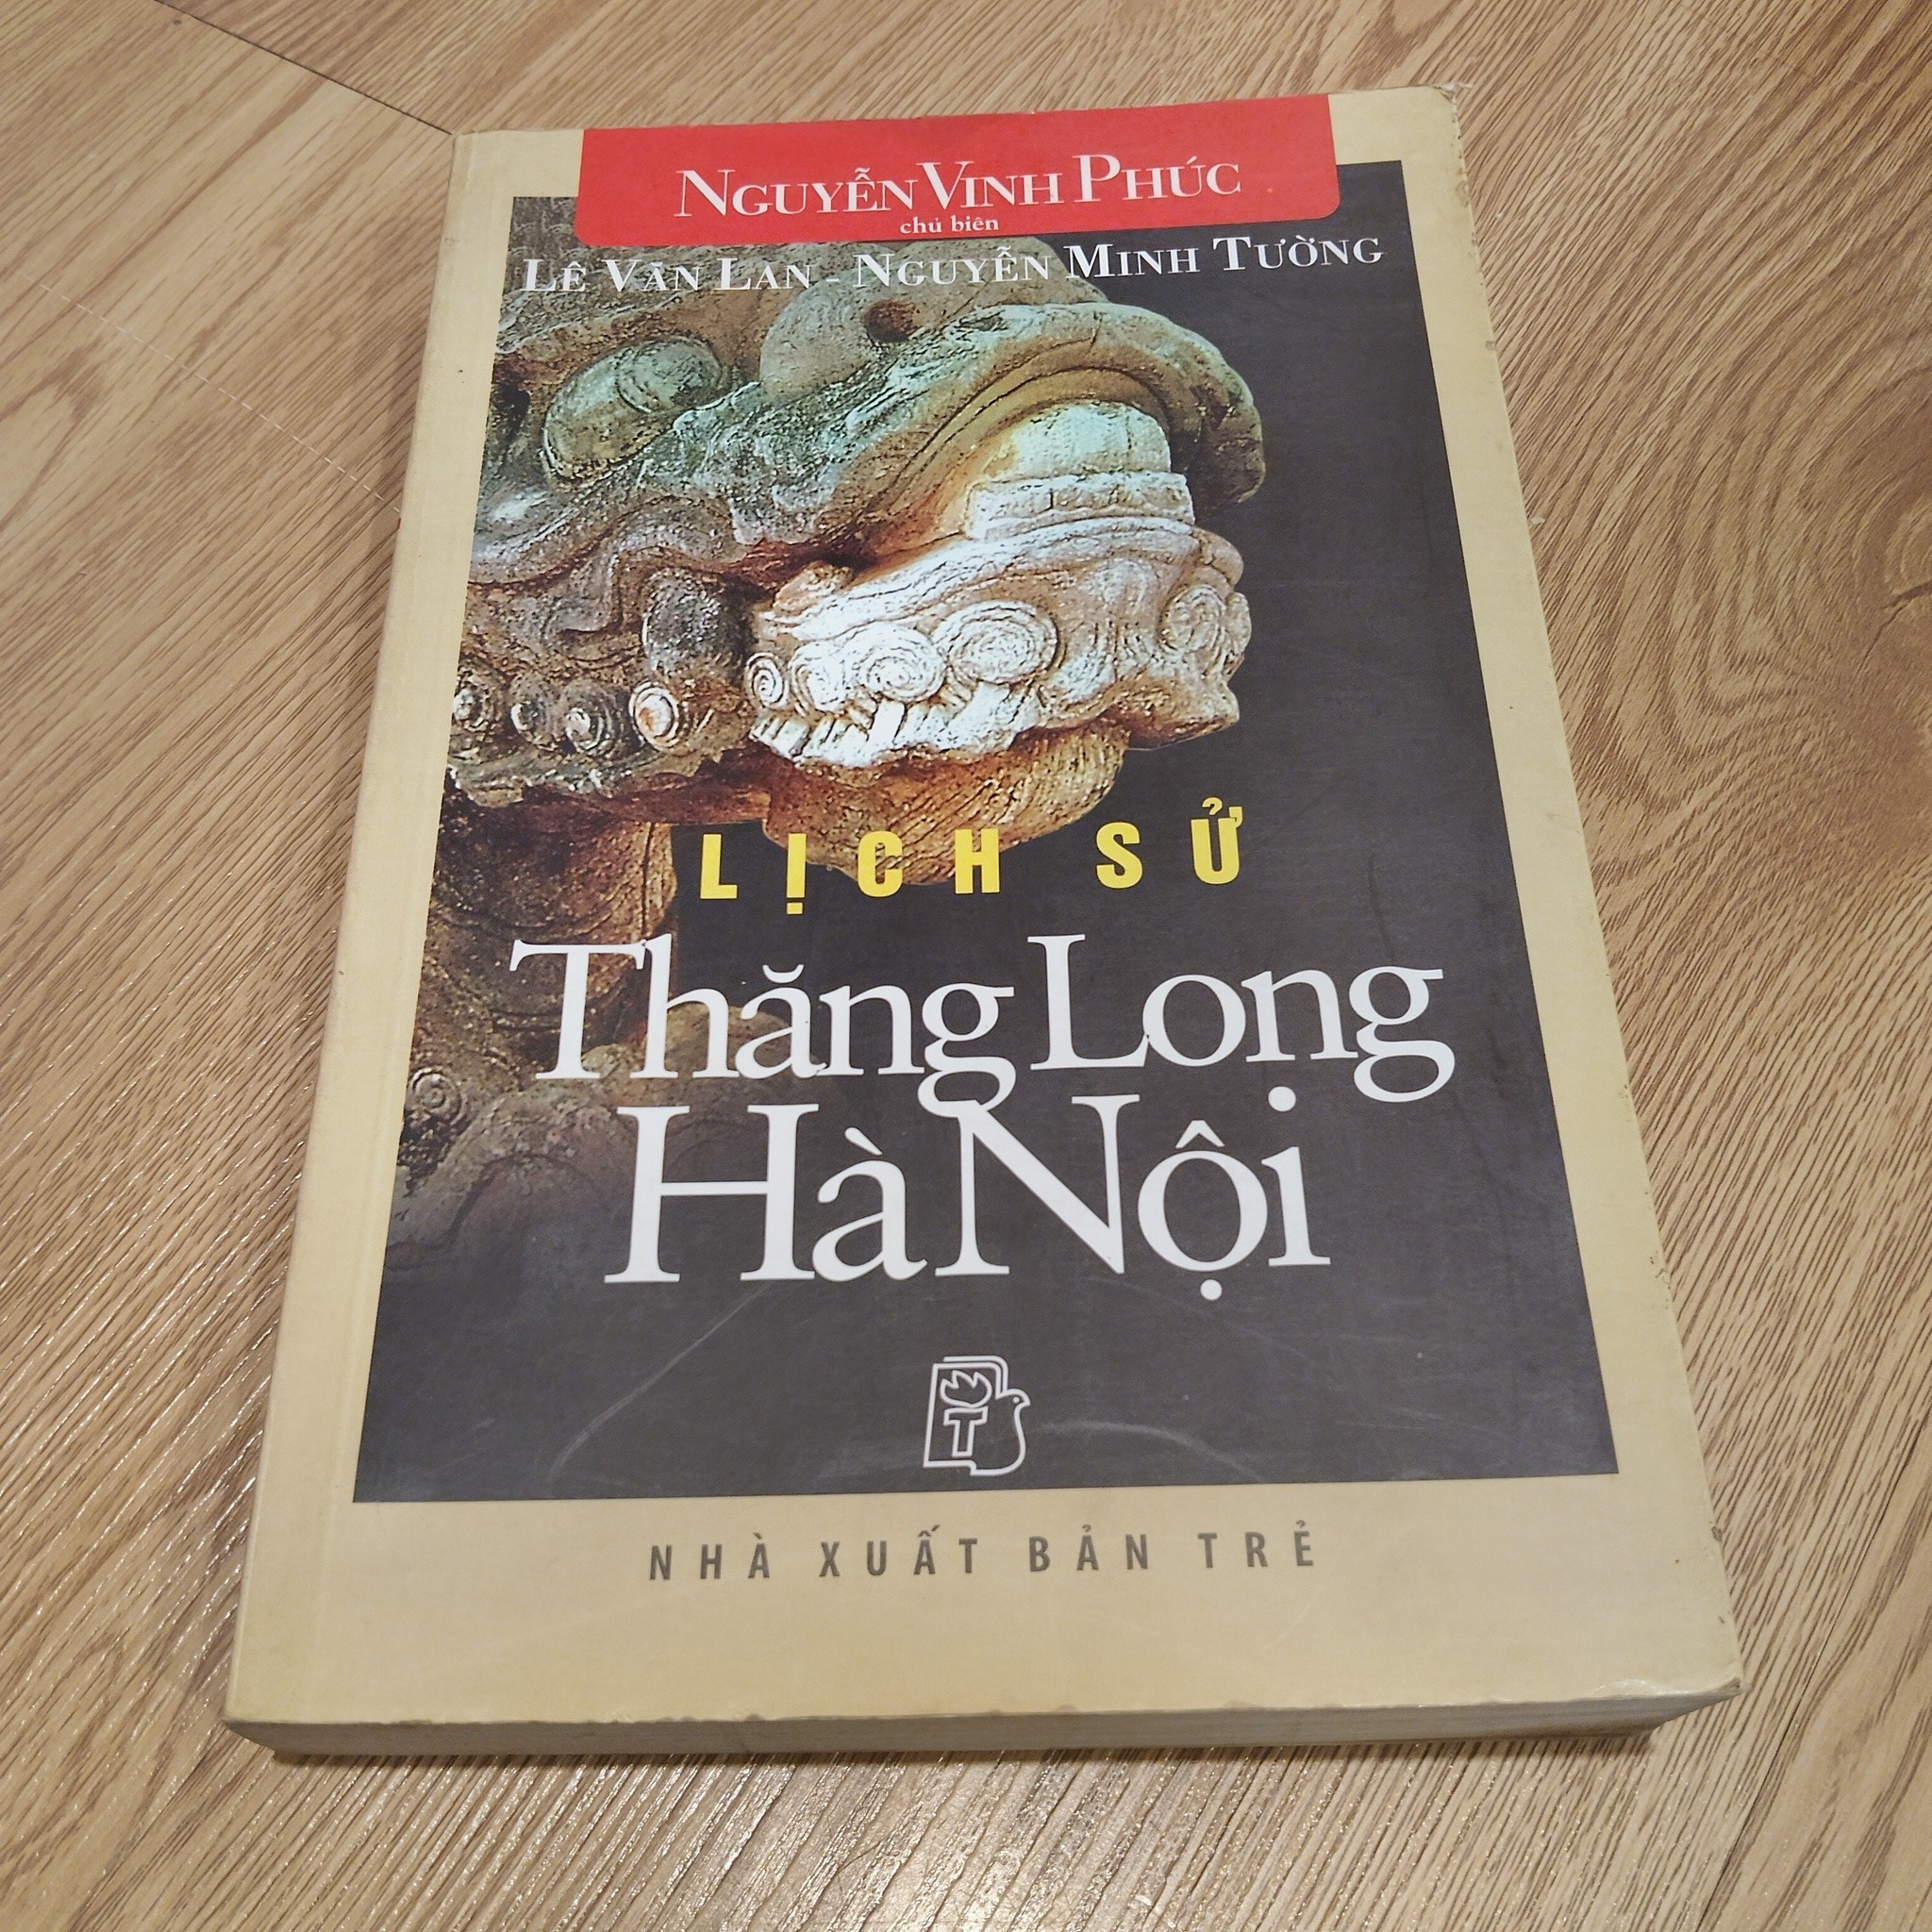 NGUYỄN VINH PHÚC
chủ biên
LÊ VĂN LAN - NGUYỄN MINH TƯỜNG
LỊCH SỬ
Thăng Long
Hà Nội
T
NHÀ XUẤT BẢN TRẺ